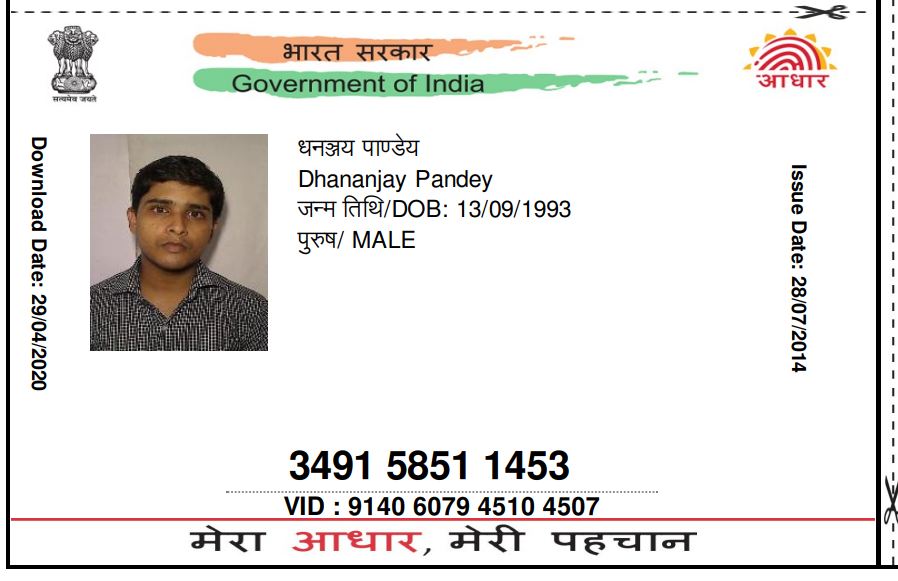 भारत सरकार
Government of India
सत्यमेव जयते
आधार
Download Date: 29/04/2020
धनञ्जय पाण्डेय
Dhananjay Pandey
जन्म तिथि/DOB: 13/09/1993
पुरुष/ MALE
Issue Date: 28/07/2014
3491 5851 1453
VID : 9140 6079 4510 4507
मेरा आधार, मेरी पहचान